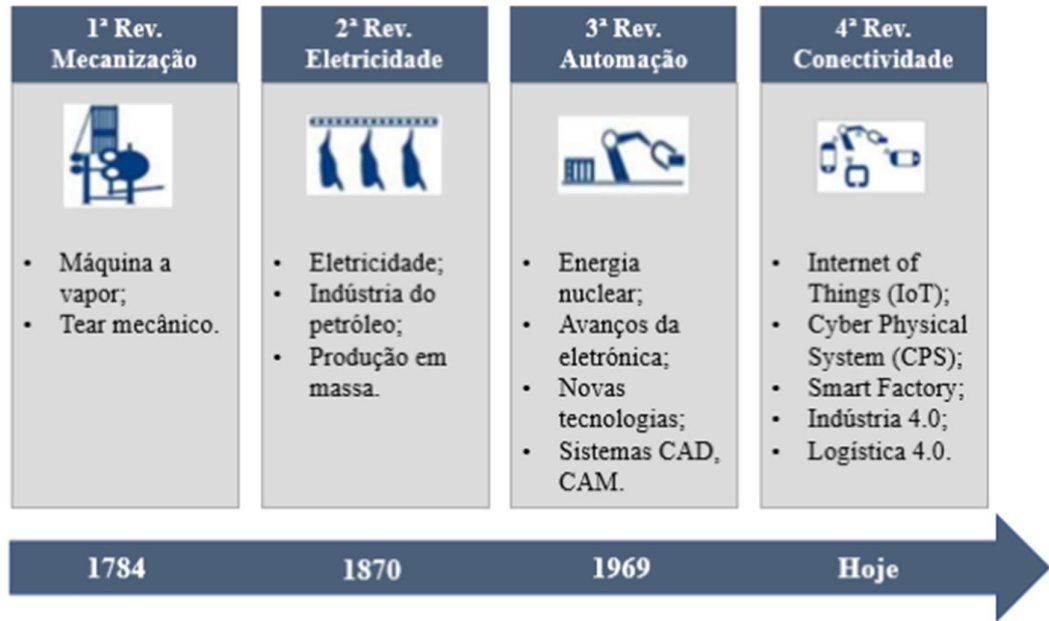 1ª Rev.
Mecanização
• Máquina a
vapor;
• Tear mecânico.
2ª Rev.
Eletricidade
• Eletricidade;
• Indústria do
petróleo;
• Produção em
massa.
3ª Rev.
Automação
• Energia
nuclear;
• Avanços da
eletrónica;
• Novas
tecnologias;
• Sistemas CAD,
CAM.
4ª Rev.
Conectividade
• Internet of
Things (IoT);
• Cyber Physical
System (CPS);
• Smart Factory;
• Indústria 4.0;
• Logística 4.0.
1784
1870
1969
Hoje